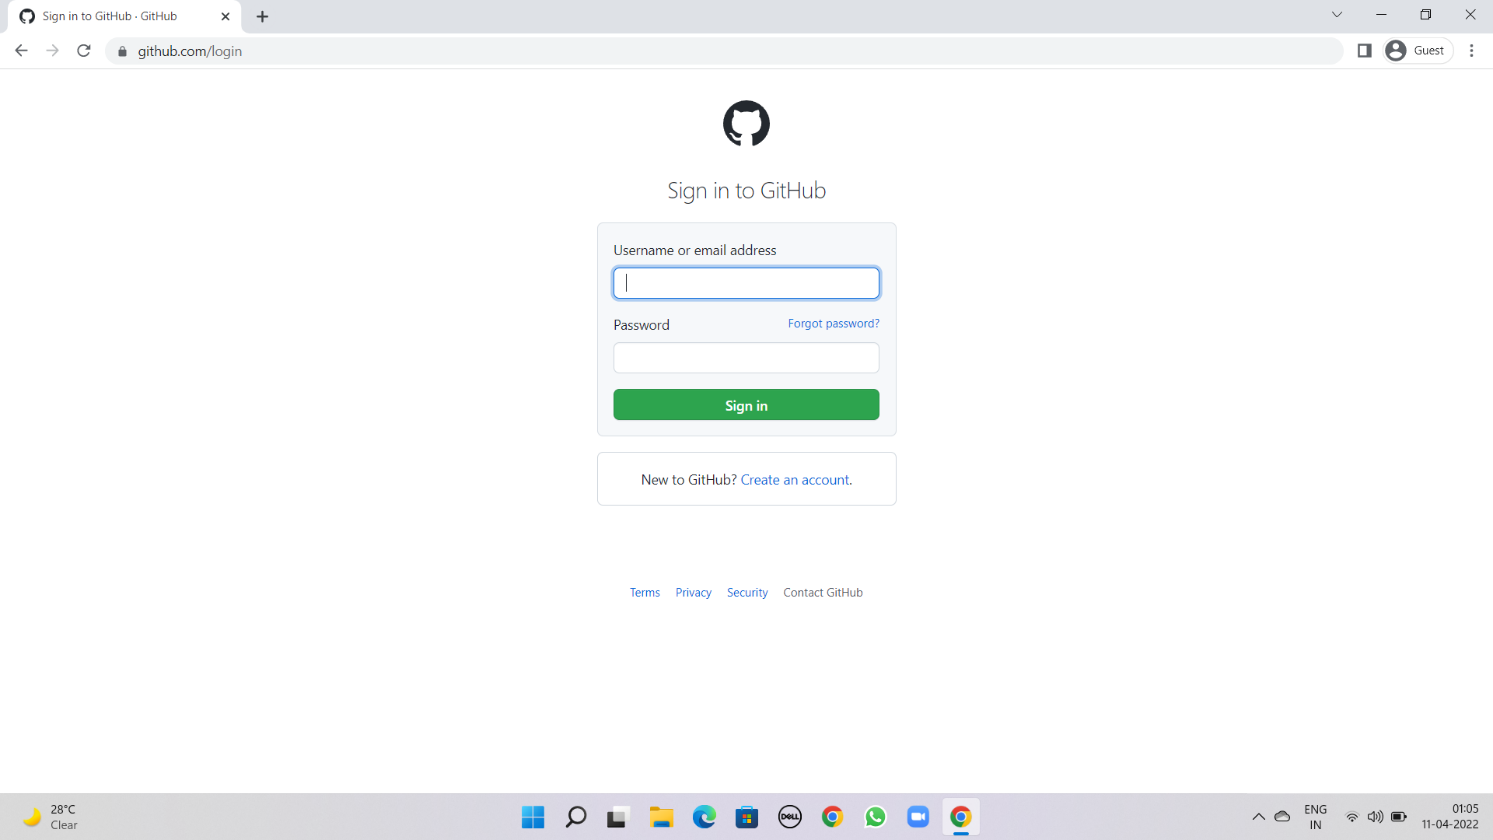 Sign in to GitHub · GitHub
github.com/login
Guest
Sign in to GitHub
Username or email address
Password
Forgot password?
Sign in
New to GitHub? Create an account.
Terms Privacy Security Contact GitHub
28°C
Clear
DELL
ENG
IN
01:05
11-04-2022